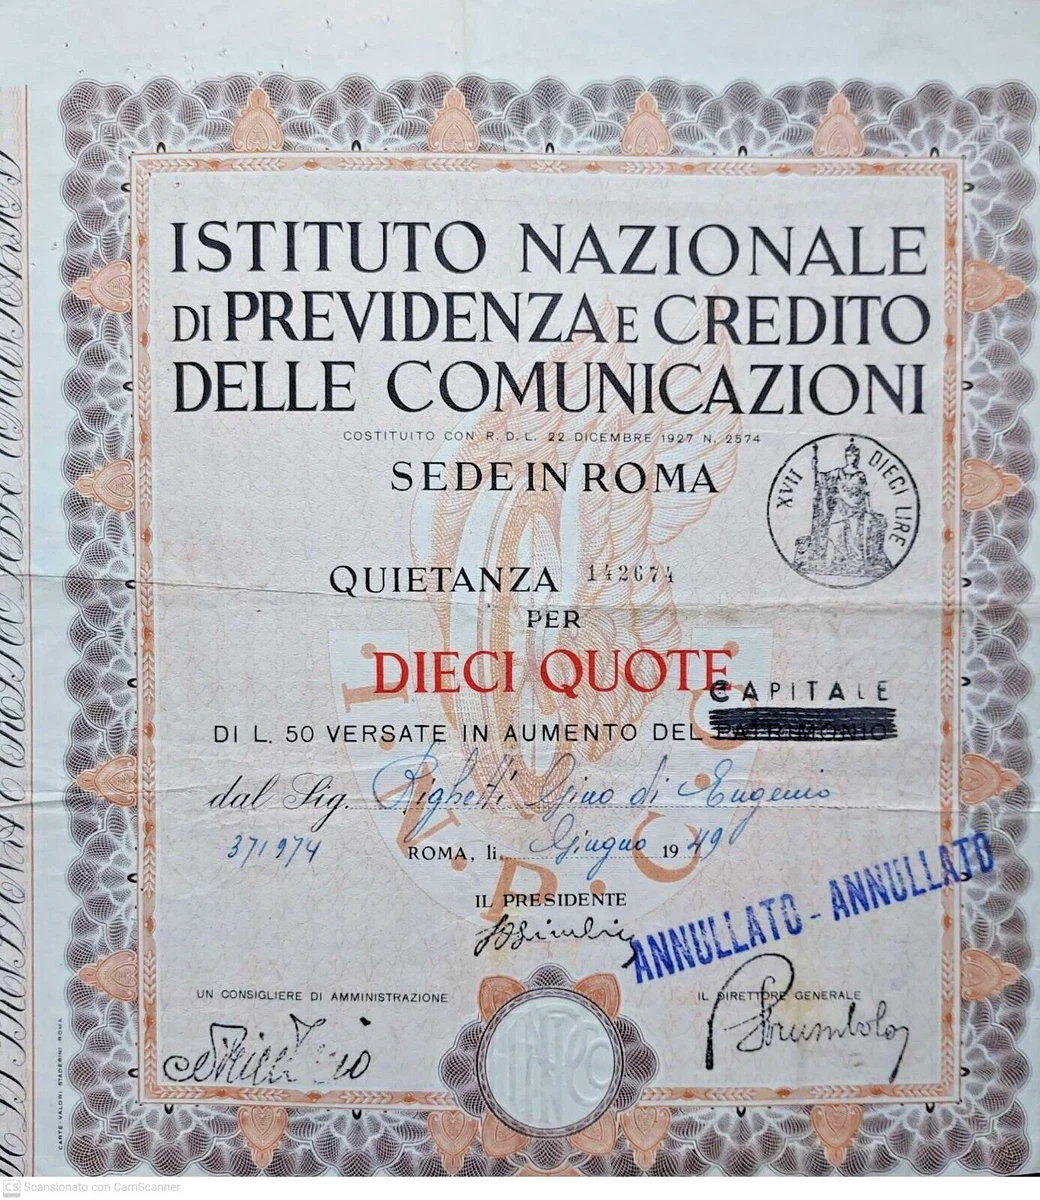 ISTITUTO NAZIONALE
DI PREVIDENZA E CREDITO
DELLE COMUNICAZIONI
COSTITUITO CON R. D. L. 22 DICEMBRE 1927 N. 2574
SEDE IN ROMA
XVII DIECI LIRE
QUIETANZA 142674
PER
DIECI QUOTE
CAPITALE
DI L. 50 VERSATE IN AUMENTO DEL PATRIMONIO
dal Sig. Righetti Gino di Eugenio
371974 ROMA, lì Giugno 1949
IL PRESIDENTE
ANNULLATO - ANNULLATO
UN CONSIGLIERE DI AMMINISTRAZIONE
IL DIRETTORE GENERALE
CARTE-VALORI STADERINI ROMA
CS Scansionato con CamScanner